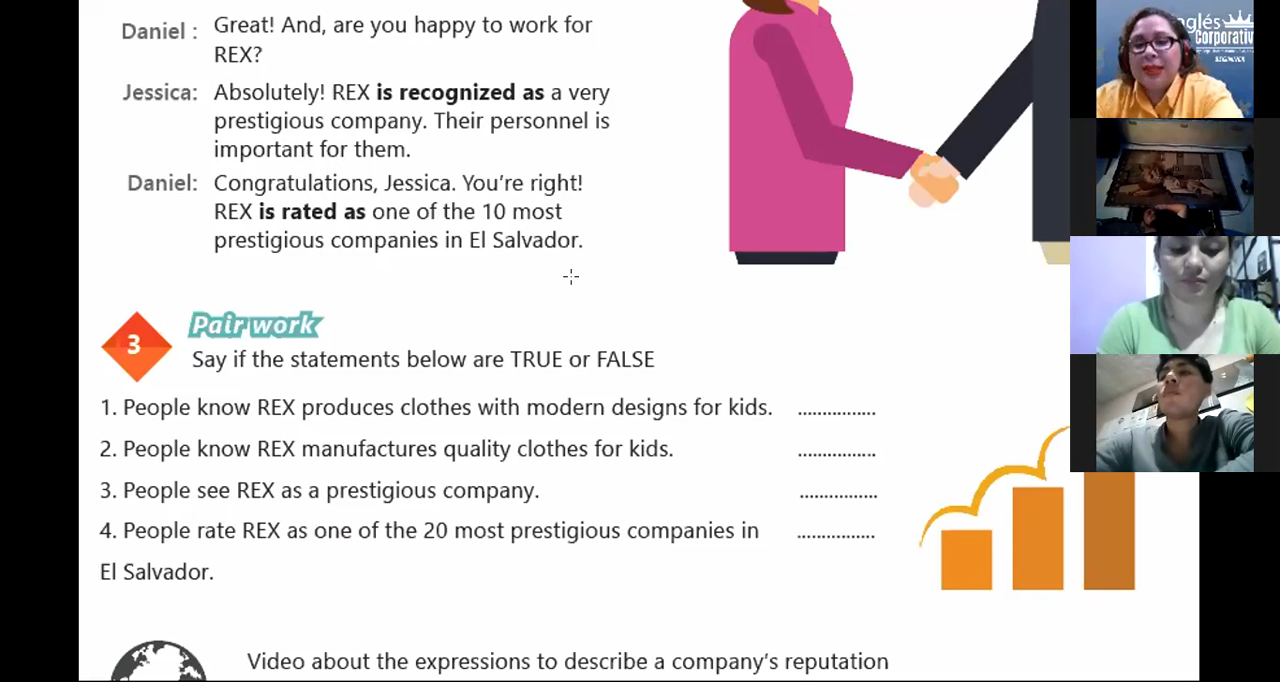 Daniel : Great! And, are you happy to work for
REX?
Jessica: Absolutely! REX is recognized as a very
prestigious company. Their personnel is
important for them.
Daniel: Congratulations, Jessica. You're right!
REX is rated as one of the 10 most
prestigious companies in El Salvador.
3 Pair work
Say if the statements below are TRUE or FALSE
1. People know REX produces clothes with modern designs for kids. ................
2. People know REX manufactures quality clothes for kids. ................
3. People see REX as a prestigious company. ................
4. People rate REX as one of the 20 most prestigious companies in ................
El Salvador.
Video about the expressions to describe a company's reputation
nglés
Corporativ